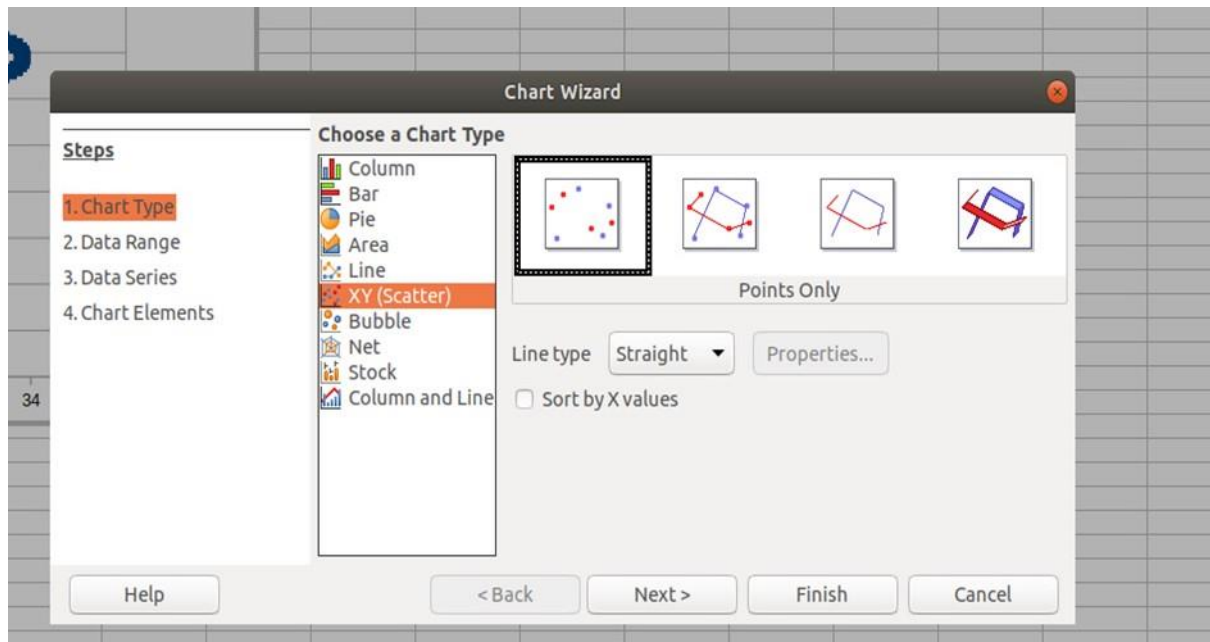 Chart Wizard
Steps
1. Chart Type
2. Data Range
3. Data Series
4. Chart Elements
Choose a Chart Type
Column
Bar
Pie
Area
Line
XY (Scatter)
Bubble
Net
Stock
Column and Line
Points Only
Line type Straight Properties...
Sort by X values
34
Help < Back Next > Finish Cancel